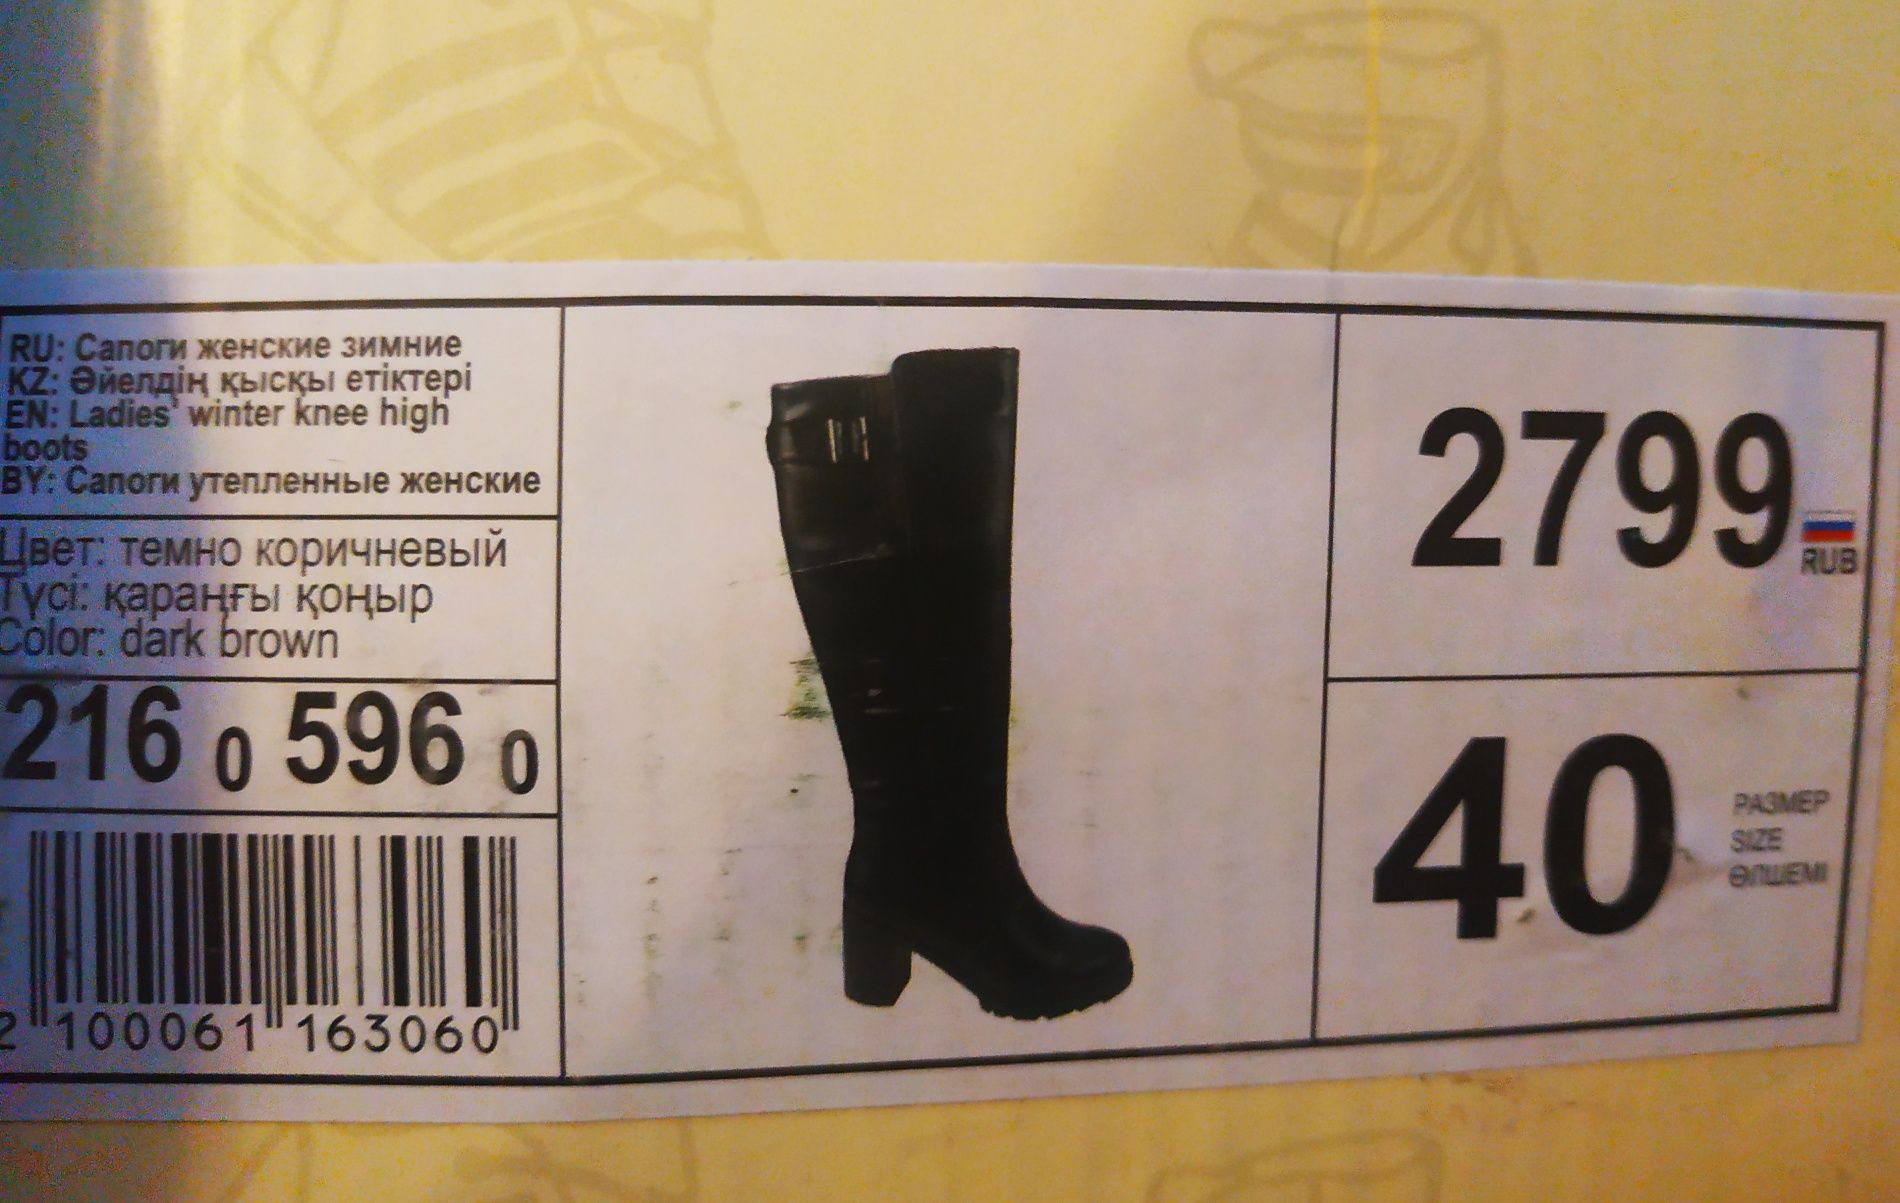 RU: Сапоги женские зимние
KZ: Әйелдің қысқы етіктері
EN: Ladies' winter knee high
boots
BY: Сапоги утепленные женские
Цвет: темно коричневый
Түсі: қараңғы қоңыр
Color: dark brown
216 0 596 0
2 100061 163060
2799
RUB
40
РАЗМЕР
SIZE
ӨЛШЕМІ